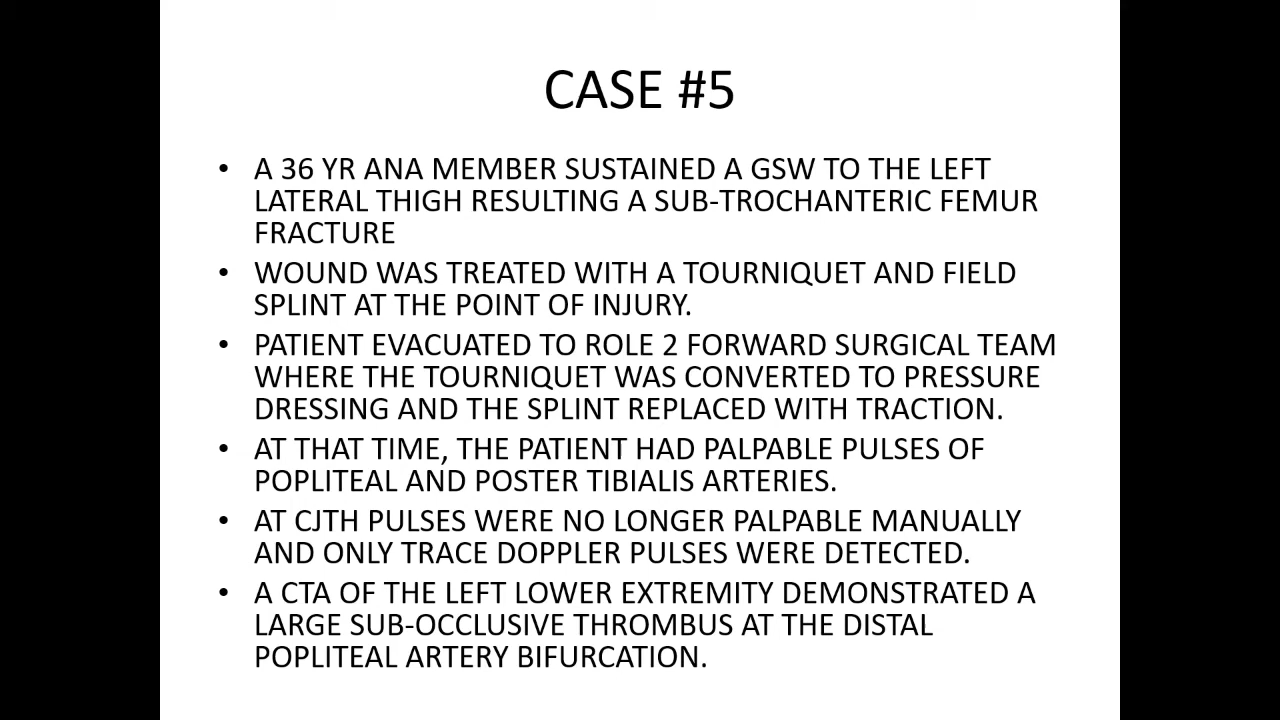 CASE #5
• A 36 YR ANA MEMBER SUSTAINED A GSW TO THE LEFT
LATERAL THIGH RESULTING A SUB-TROCHANTERIC FEMUR
FRACTURE
• WOUND WAS TREATED WITH A TOURNIQUET AND FIELD
SPLINT AT THE POINT OF INJURY.
• PATIENT EVACUATED TO ROLE 2 FORWARD SURGICAL TEAM
WHERE THE TOURNIQUET WAS CONVERTED TO PRESSURE
DRESSING AND THE SPLINT REPLACED WITH TRACTION.
• AT THAT TIME, THE PATIENT HAD PALPABLE PULSES OF
POPLITEAL AND POSTER TIBIALIS ARTERIES.
• AT CJTH PULSES WERE NO LONGER PALPABLE MANUALLY
AND ONLY TRACE DOPPLER PULSES WERE DETECTED.
• A CTA OF THE LEFT LOWER EXTREMITY DEMONSTRATED A
LARGE SUB-OCCLUSIVE THROMBUS AT THE DISTAL
POPLITEAL ARTERY BIFURCATION.